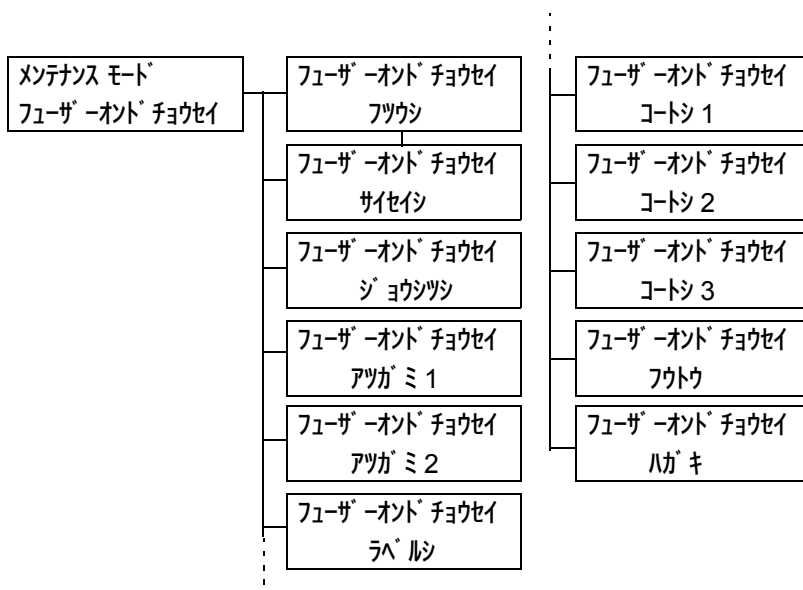 メンテナンス モード
フューザーオンドチョウセイ
フューザーオンドチョウセイ
フツウシ
フューザーオンドチョウセイ
サイセイシ
フューザーオンドチョウセイ
ジョウシツシ
フューザーオンドチョウセイ
アツガミ 1
フューザーオンドチョウセイ
アツガミ 2
フューザーオンドチョウセイ
ラベルシ
フューザーオンドチョウセイ
コートシ 1
フューザーオンドチョウセイ
コートシ 2
フューザーオンドチョウセイ
コートシ 3
フューザーオンドチョウセイ
フウトウ
フューザーオンドチョウセイ
ハガキ